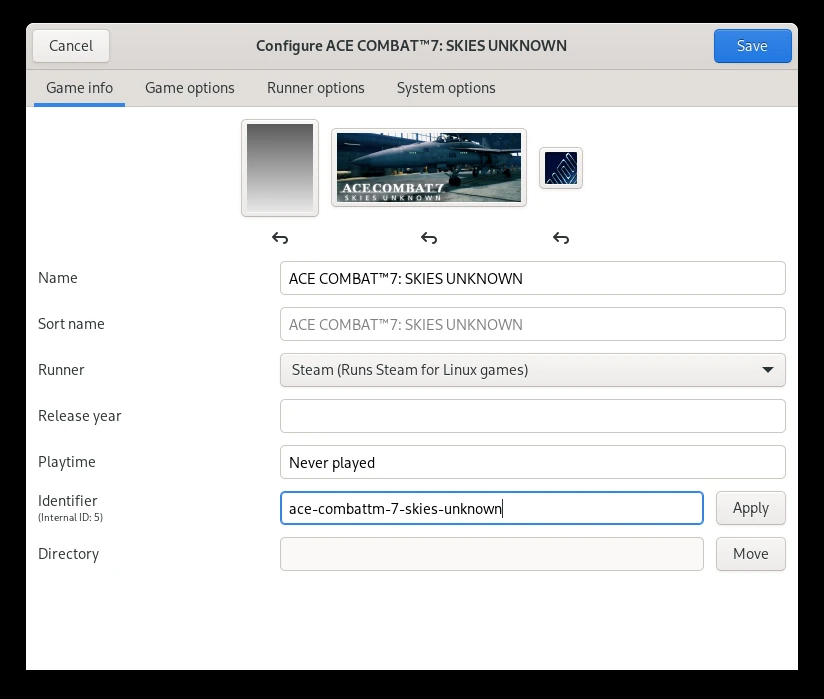 Cancel
Configure ACE COMBAT™7: SKIES UNKNOWN
Save
Game info
Game options
Runner options
System options
ACE COMBAT 7
SKIES UNKNOWN
Name
ACE COMBAT™7: SKIES UNKNOWN
Sort name
ACE COMBAT™7: SKIES UNKNOWN
Runner
Steam (Runs Steam for Linux games)
Release year
Playtime
Never played
Identifier
(Internal ID: 5)
ace-combattm-7-skies-unknown
Apply
Directory
Move